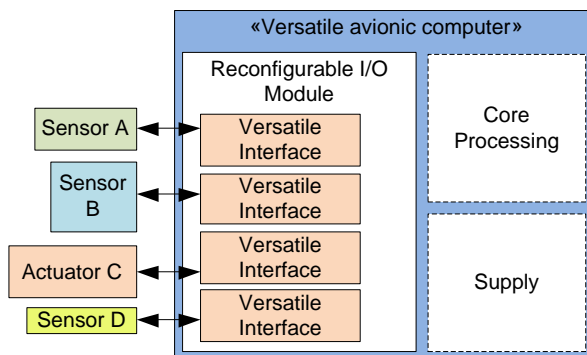 «Versatile avionic computer»
Reconfigurable I/O
Module
Sensor A
Versatile
Interface
Sensor
B
Versatile
Interface
Actuator C
Versatile
Interface
Sensor D
Versatile
Interface
Core
Processing
Supply